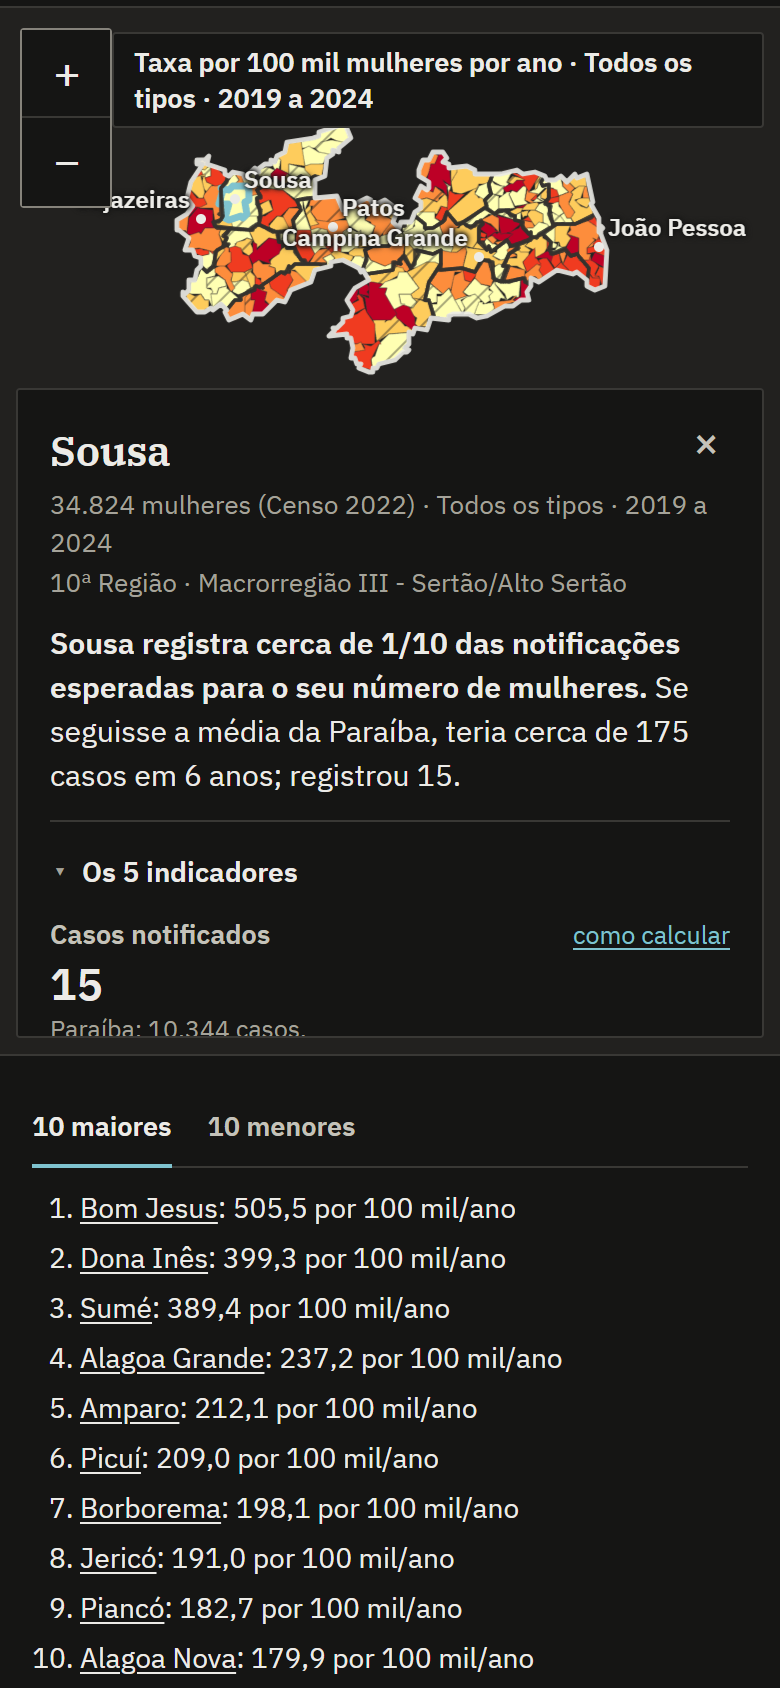 +
Taxa por 100 mil mulheres por ano · Todos os
tipos · 2019 a 2024
−
Sousa
jazeiras
Patos
Campina Grande
João Pessoa
Sousa
×
34.824 mulheres (Censo 2022) · Todos os tipos · 2019 a
2024
10ª Região · Macrorregião III - Sertão/Alto Sertão
Sousa registra cerca de 1/10 das notificações
esperadas para o seu número de mulheres. Se
seguisse a média da Paraíba, teria cerca de 175
casos em 6 anos; registrou 15.
▾ Os 5 indicadores
Casos notificados
como calcular
15
Paraíba: 10.344 casos.
10 maiores
10 menores
1. Bom Jesus: 505,5 por 100 mil/ano
2. Dona Inês: 399,3 por 100 mil/ano
3. Sumé: 389,4 por 100 mil/ano
4. Alagoa Grande: 237,2 por 100 mil/ano
5. Amparo: 212,1 por 100 mil/ano
6. Picuí: 209,0 por 100 mil/ano
7. Borborema: 198,1 por 100 mil/ano
8. Jericó: 191,0 por 100 mil/ano
9. Piancó: 182,7 por 100 mil/ano
10. Alagoa Nova: 179,9 por 100 mil/ano